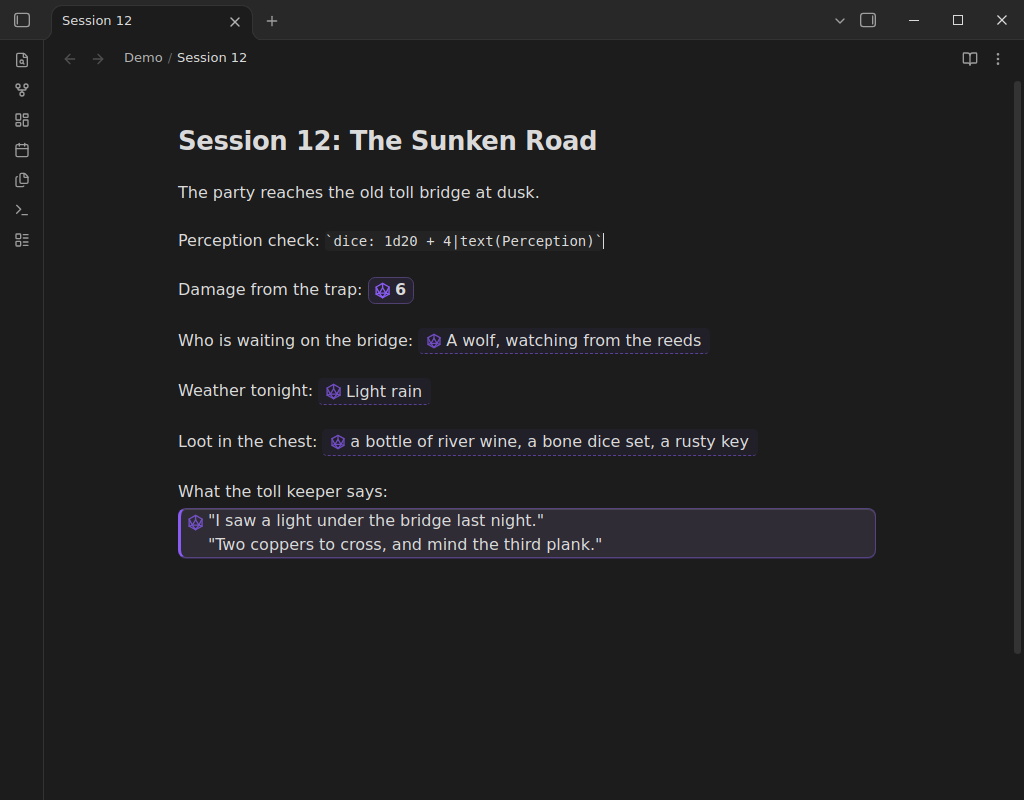 Session 12
Demo / Session 12
Session 12: The Sunken Road
The party reaches the old toll bridge at dusk.
Perception check: `dice: 1d20 + 4|text(Perception)`
Damage from the trap: 6
Who is waiting on the bridge: A wolf, watching from the reeds
Weather tonight: Light rain
Loot in the chest: a bottle of river wine, a bone dice set, a rusty key
What the toll keeper says:
"I saw a light under the bridge last night."
"Two coppers to cross, and mind the third plank."